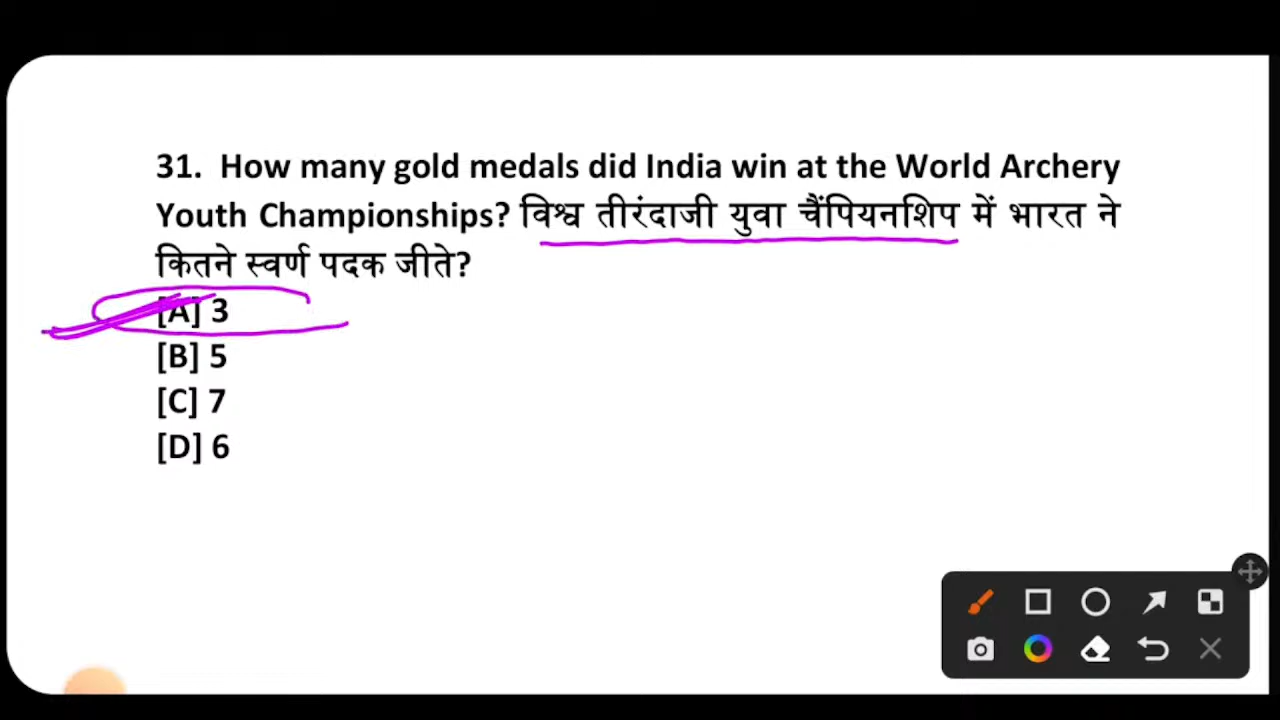 31. How many gold medals did India win at the World Archery
Youth Championships? विश्व तीरंदाजी युवा चैंपियनशिप में भारत ने
कितने स्वर्ण पदक जीते?
[A] 3
[B] 5
[C] 7
[D] 6